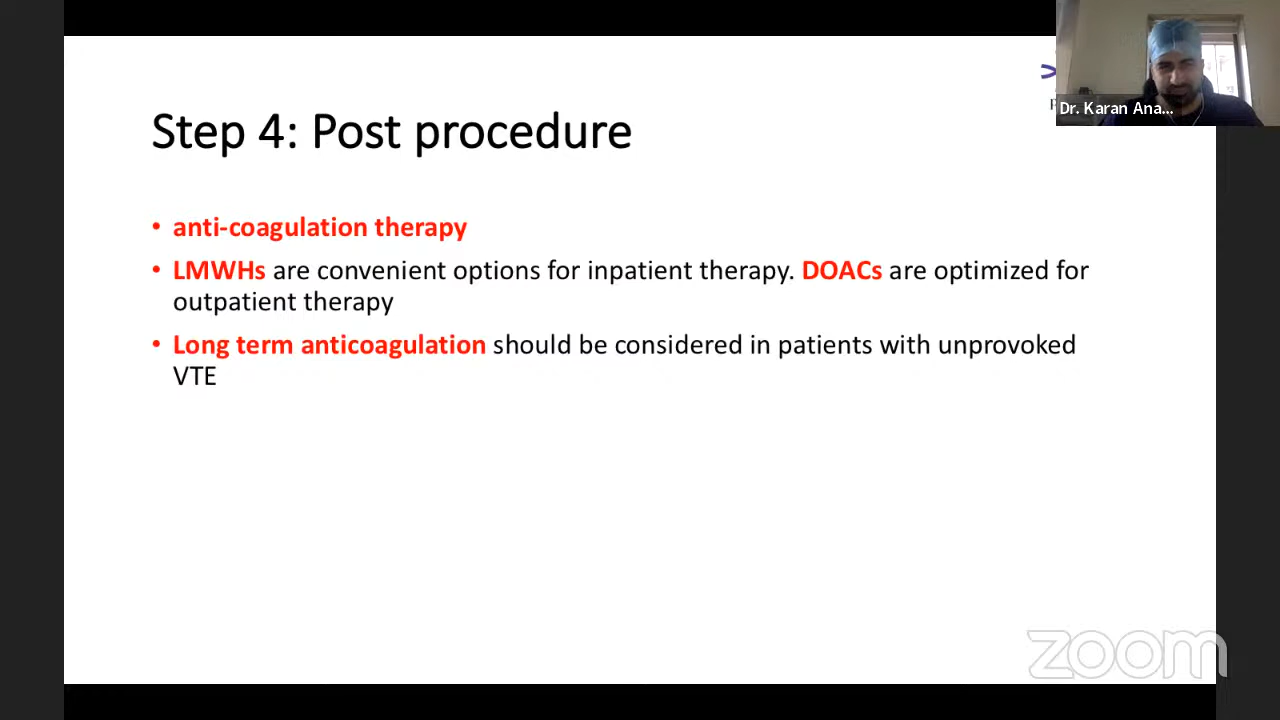 Dr. Karan Ana...
Step 4: Post procedure
• anti-coagulation therapy
• LMWHs are convenient options for inpatient therapy. DOACs are optimized for
outpatient therapy
• Long term anticoagulation should be considered in patients with unprovoked
VTE
zoom